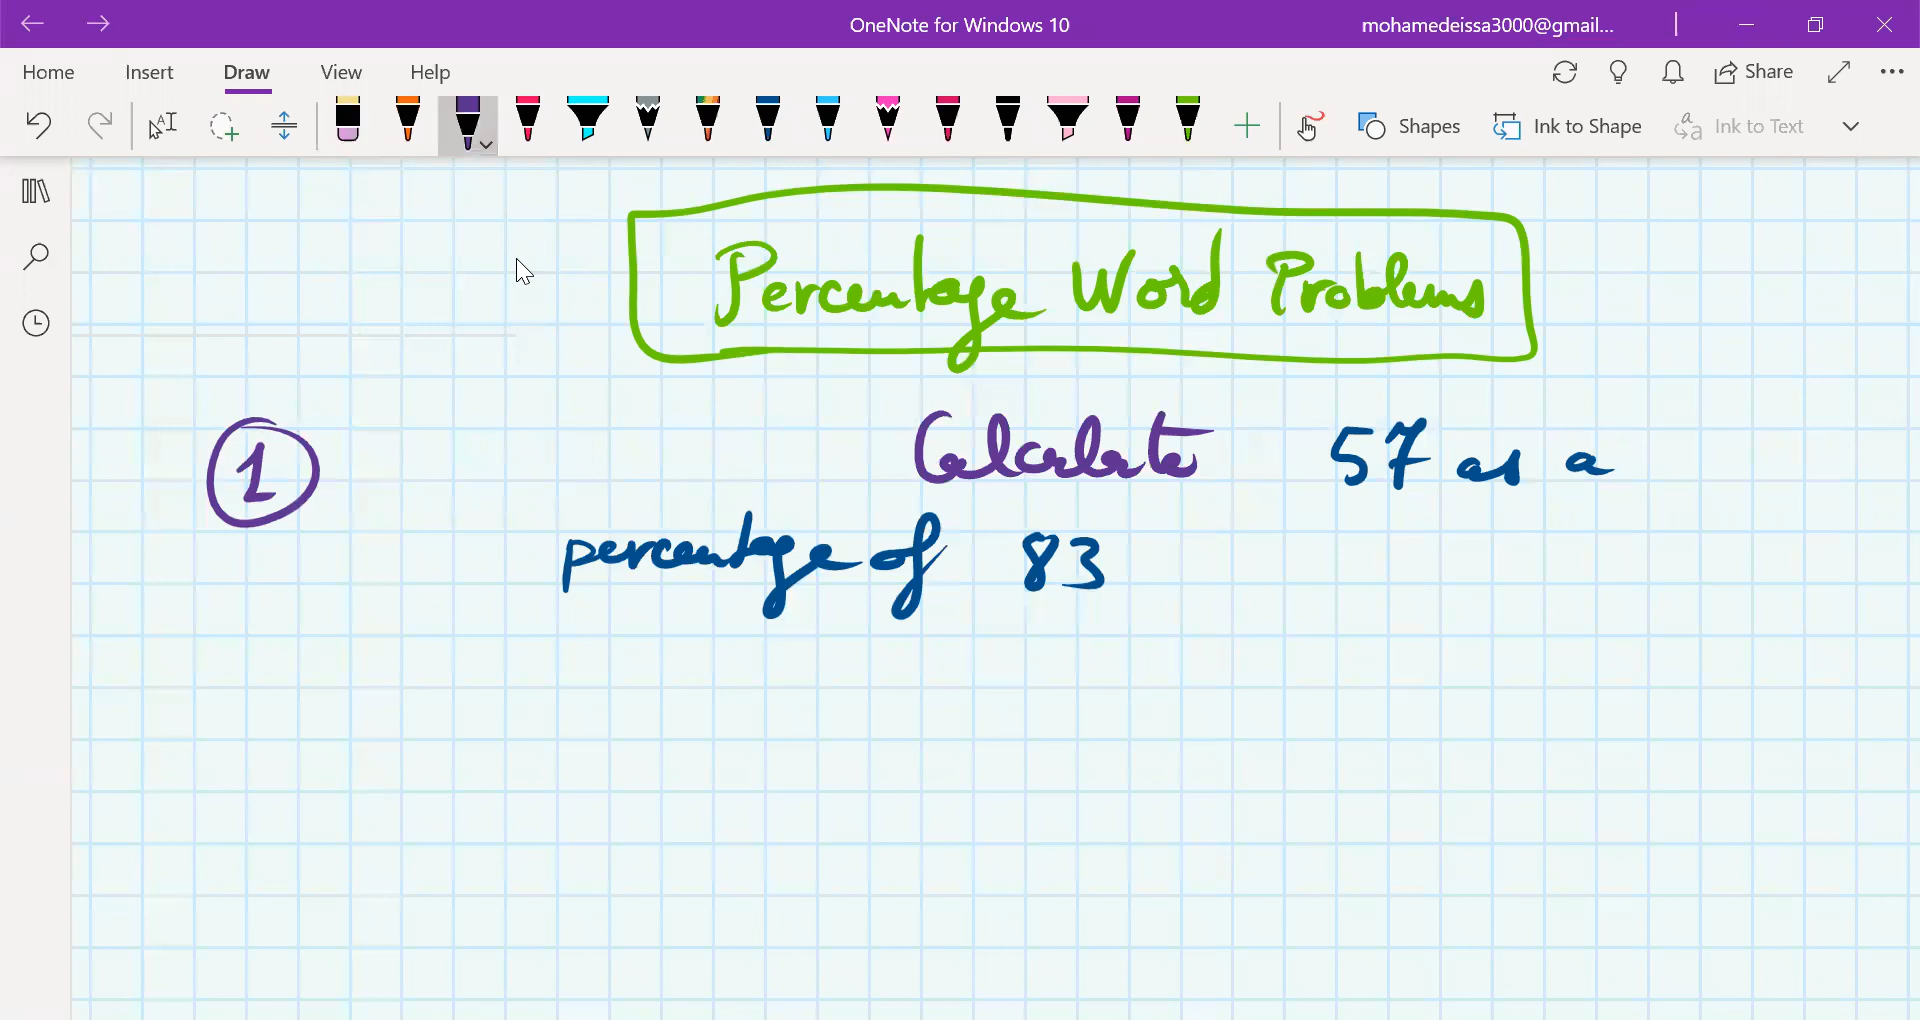 OneNote for Windows 10 mohamedeissa3000@gmail...
Home Insert Draw View Help Share
Shapes Ink to Shape Ink to Text
Percentage Word Problems
1 Calculate 57 as a
percentage of 83